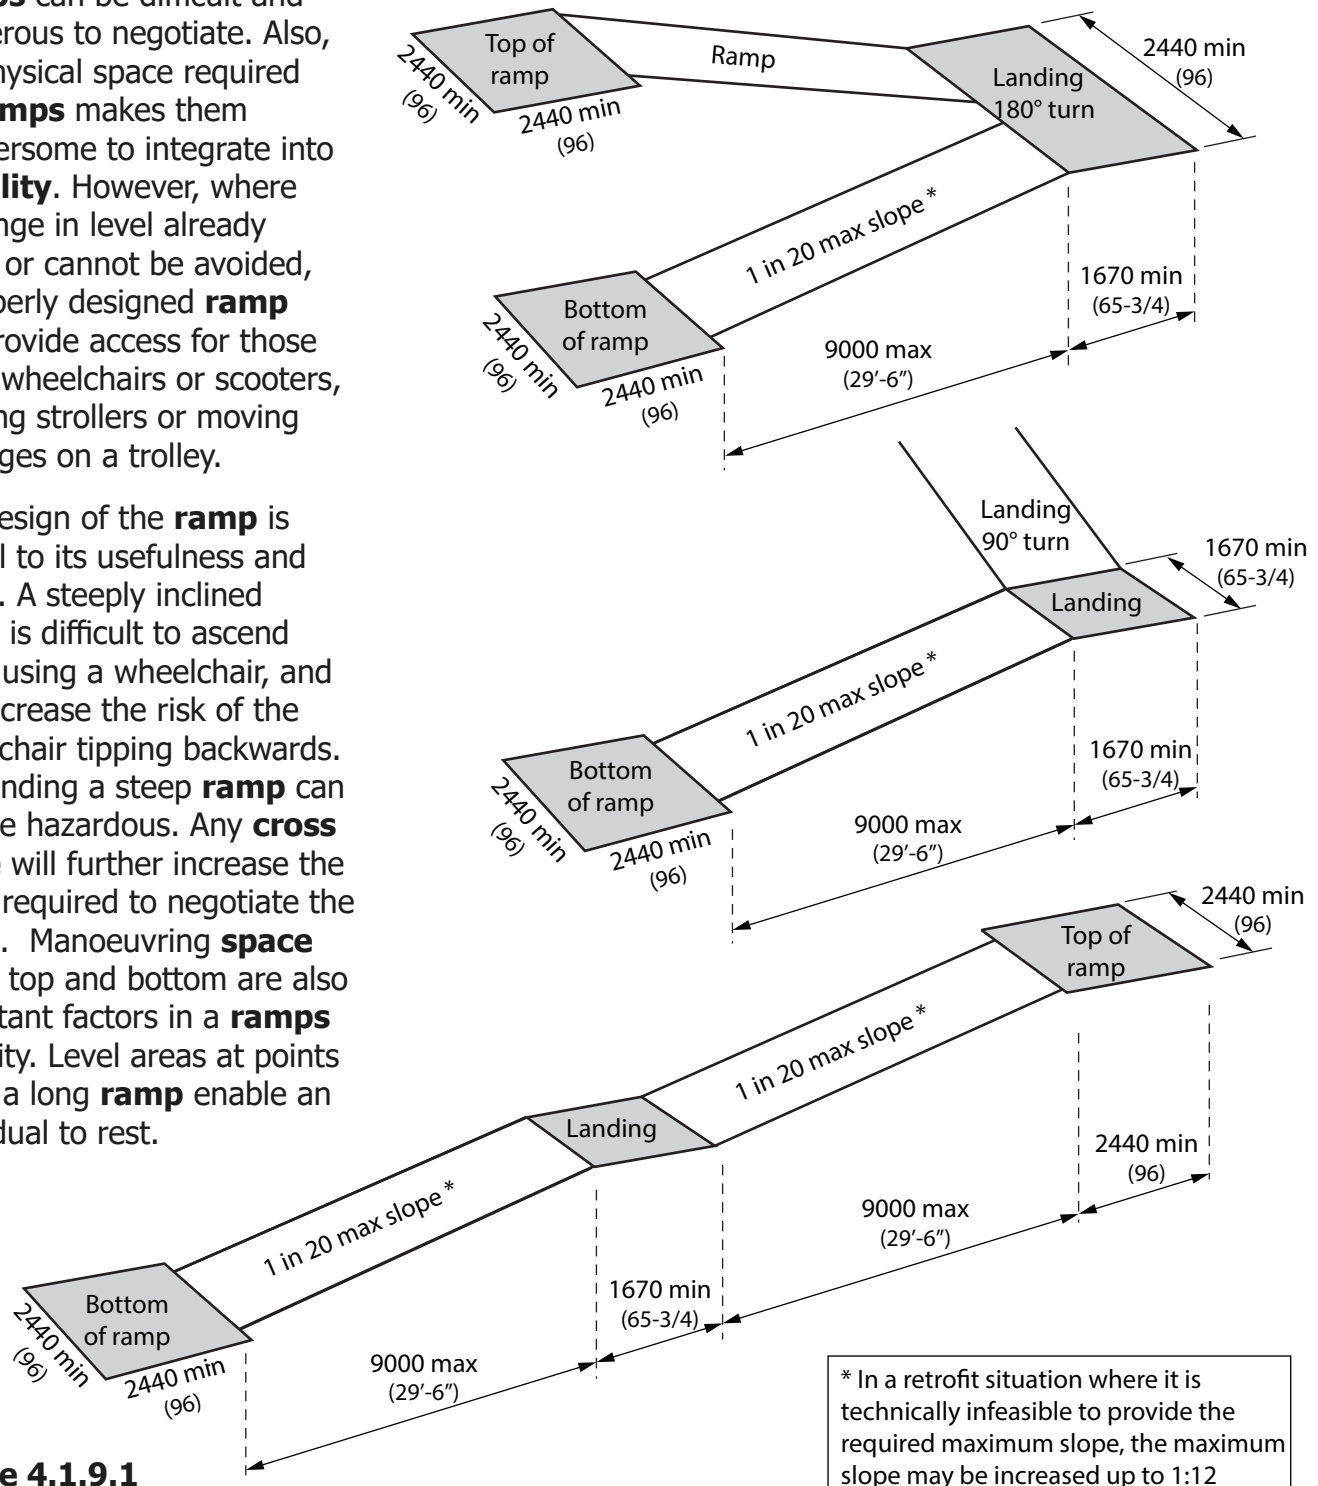 ps can be difficult and
erous to negotiate. Also,
hysical space required
amps makes them
ersome to integrate into
lity. However, where
nge in level already
or cannot be avoided,
perly designed ramp
rovide access for those
wheelchairs or scooters,
ng strollers or moving
ges on a trolley.
esign of the ramp is
l to its usefulness and
. A steeply inclined
is difficult to ascend
using a wheelchair, and
crease the risk of the
chair tipping backwards.
nding a steep ramp can
e hazardous. Any cross
e will further increase the
required to negotiate the
. Manoeuvring space
top and bottom are also
tant factors in a ramps
ity. Level areas at points
a long ramp enable an
dual to rest.
Top of
ramp
2440 min
(96)
2440 min
(96)
Ramp
Landing
180° turn
2440 min
(96)
1 in 20 max slope *
1670 min
(65-3/4)
Bottom
of ramp
2440 min
(96)
2440 min
(96)
9000 max
(29'-6")
Landing
90° turn
Landing
1670 min
(65-3/4)
1 in 20 max slope *
1670 min
(65-3/4)
Bottom
of ramp
2440 min
(96)
2440 min
(96)
9000 max
(29'-6")
Top of
ramp
2440 min
(96)
1 in 20 max slope *
2440 min
(96)
Landing
9000 max
(29'-6")
1 in 20 max slope *
1670 min
(65-3/4)
Bottom
of ramp
2440 min
(96)
2440 min
(96)
9000 max
(29'-6")
* In a retrofit situation where it is
technically infeasible to provide the
required maximum slope, the maximum
slope may be increased up to 1:12
e 4.1.9.1